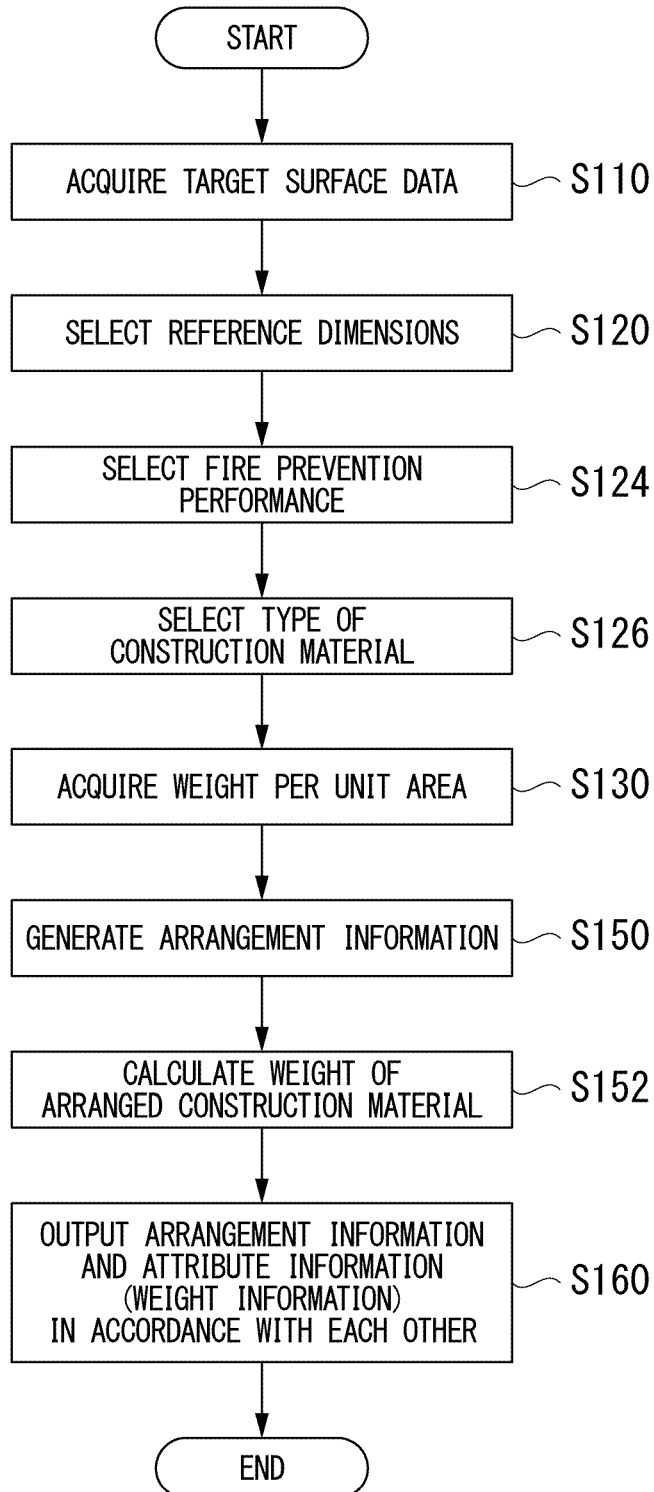 START
ACQUIRE TARGET SURFACE DATA
S110
SELECT REFERENCE DIMENSIONS
S120
SELECT FIRE PREVENTION
PERFORMANCE
S124
SELECT TYPE OF
CONSTRUCTION MATERIAL
S126
ACQUIRE WEIGHT PER UNIT AREA
S130
GENERATE ARRANGEMENT INFORMATION
S150
CALCULATE WEIGHT OF
ARRANGED CONSTRUCTION MATERIAL
S152
OUTPUT ARRANGEMENT INFORMATION
AND ATTRIBUTE INFORMATION
(WEIGHT INFORMATION)
IN ACCORDANCE WITH EACH OTHER
S160
END